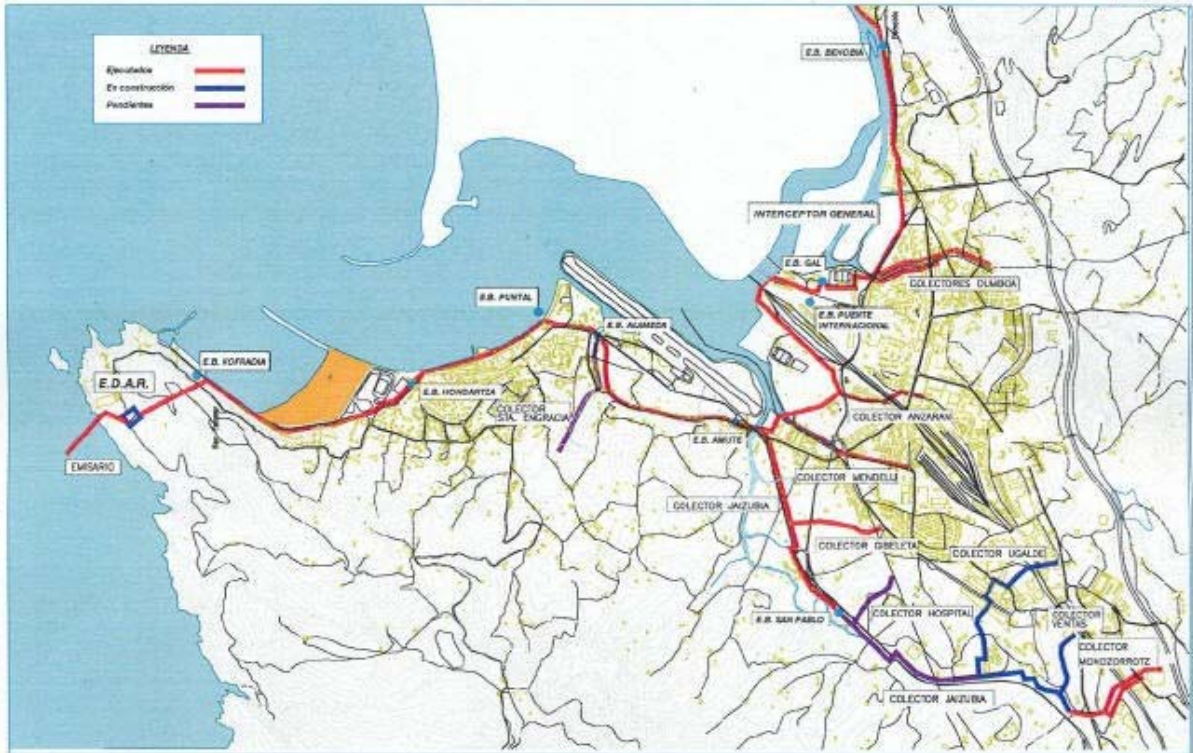 LEYENDA
Ejecutados
En construcción
Pendientes
E.B. BEHOBIA
INTERCEPTOR GENERAL
E.B. GAL
COLECTORES DUMBOA
E.B. PUENTE
INTERNACIONAL
E.B. PUNTAL
E.B. ALAMEDA
E.B. KOFRADIA
E.D.A.R.
E.B. HONDARTZA
COLECTOR
STA. ENGRACIA
COLECTOR ANZARAN
E.B. AMUTE
EMISARIO
COLECTOR MENDELU
COLECTOR JAIZUBIA
COLECTOR GIBELETA
COLECTOR UGALDE
COLECTOR HOSPITAL
E.B. SAN PABLO
COLECTOR
VENTAS
COLECTOR
MONDZORROTZ
COLECTOR JAIZUBIA